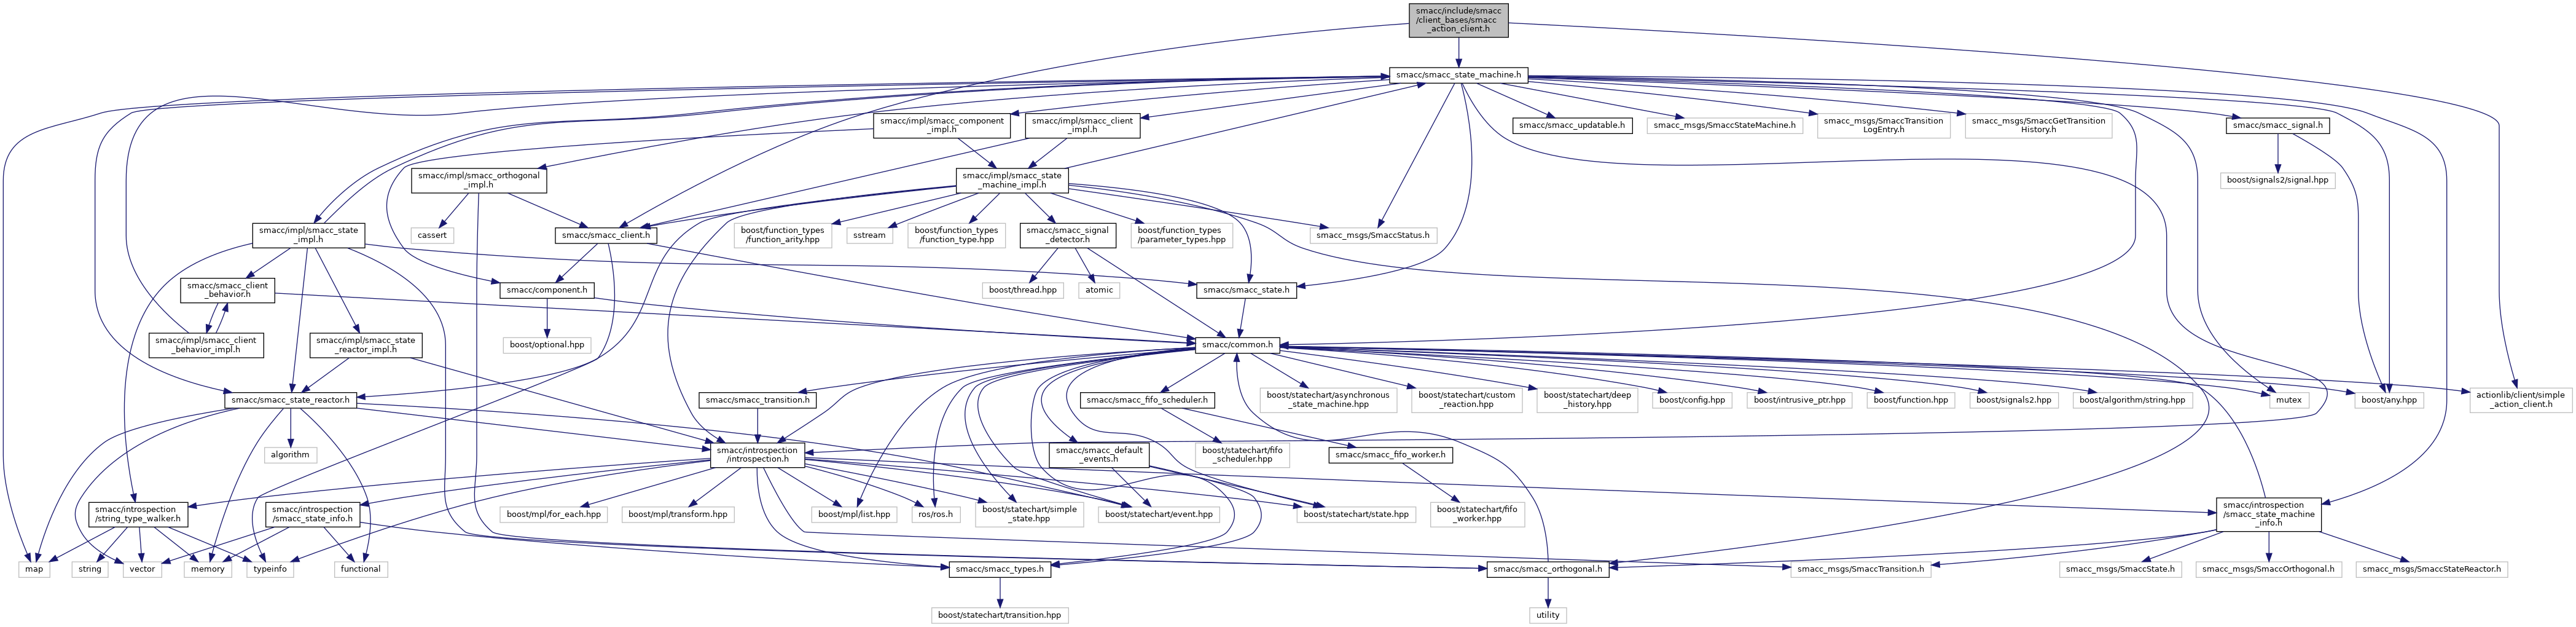 smacc/include/smacc
/client_bases/smacc
_action_client.h
smacc/smacc_state_machine.h
smacc/impl/smacc_component
_impl.h
smacc/impl/smacc_client
_impl.h
smacc/smacc_updatable.h
smacc_msgs/SmaccStateMachine.h
smacc_msgs/SmaccTransition
LogEntry.h
smacc_msgs/SmaccGetTransition
History.h
smacc/smacc_signal.h
smacc/impl/smacc_orthogonal
_impl.h
smacc/impl/smacc_state
_machine_impl.h
boost/signals2/signal.hpp
smacc/impl/smacc_state
_impl.h
cassert
smacc/smacc_client.h
boost/function_types
/function_arity.hpp
sstream
boost/function_types
/function_type.hpp
smacc/smacc_signal
_detector.h
boost/function_types
/parameter_types.hpp
smacc_msgs/SmaccStatus.h
smacc/smacc_client
_behavior.h
smacc/component.h
boost/thread.hpp
atomic
smacc/smacc_state.h
smacc/impl/smacc_client
_behavior_impl.h
smacc/impl/smacc_state
_reactor_impl.h
boost/optional.hpp
smacc/common.h
smacc/smacc_state_reactor.h
smacc/smacc_transition.h
smacc/smacc_fifo_scheduler.h
boost/statechart/asynchronous
_state_machine.hpp
boost/statechart/custom
_reaction.hpp
boost/statechart/deep
_history.hpp
boost/config.hpp
boost/intrusive_ptr.hpp
boost/function.hpp
boost/signals2.hpp
boost/algorithm/string.hpp
mutex
boost/any.hpp
actionlib/client/simple
_action_client.h
algorithm
smacc/introspection
/introspection.h
smacc/smacc_default
_events.h
boost/statechart/fifo
_scheduler.hpp
smacc/smacc_fifo_worker.h
smacc/introspection
/string_type_walker.h
smacc/introspection
/smacc_state_info.h
boost/mpl/for_each.hpp
boost/mpl/transform.hpp
boost/mpl/list.hpp
ros/ros.h
boost/statechart/simple
_state.hpp
boost/statechart/event.hpp
boost/statechart/state.hpp
boost/statechart/fifo
_worker.hpp
smacc/introspection
/smacc_state_machine
_info.h
map
string
vector
memory
typeinfo
functional
smacc/smacc_types.h
smacc/smacc_orthogonal.h
smacc_msgs/SmaccTransition.h
smacc_msgs/SmaccState.h
smacc_msgs/SmaccOrthogonal.h
smacc_msgs/SmaccStateReactor.h
boost/statechart/transition.hpp
utility